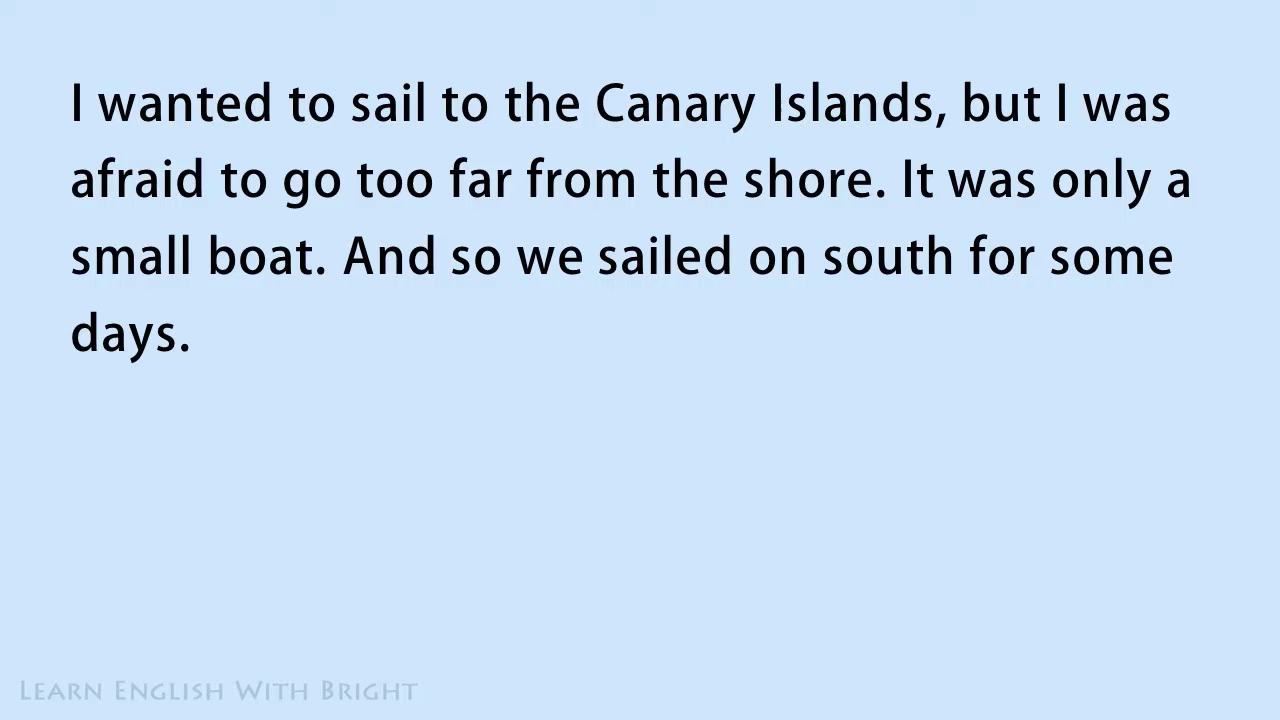 I wanted to sail to the Canary Islands, but I was
afraid to go too far from the shore. It was only a
small boat. And so we sailed on south for some
days.
Learn English With Bright